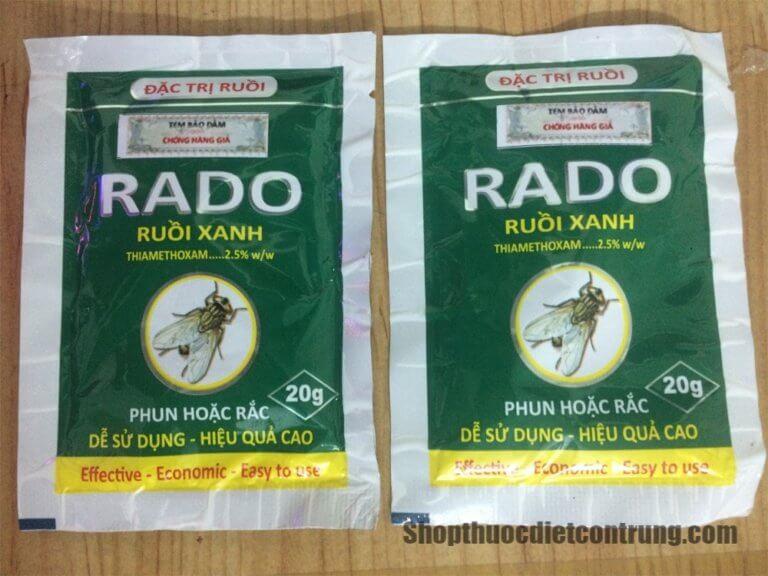 ĐẶC TRỊ RUỒI
TEM BẢO ĐẢM
CHỐNG HÀNG GIẢ
RADO
RUỒI XANH
THIAMETHOXAM.....2.5% w/w
20g
PHUN HOẶC RẮC
DỄ SỬ DỤNG - HIỆU QUẢ CAO
Effective - Economic - Easy to use
ĐẶC TRỊ RUỒI
TEM BẢO ĐẢM
CHỐNG HÀNG GIẢ
RADO
RUỒI XANH
THIAMETHOXAM.....2.5% w/w
20g
PHUN HOẶC RẮC
DỄ SỬ DỤNG - HIỆU QUẢ CAO
Effective - Economic - Easy to use
Shopthuocdietcontrung.com